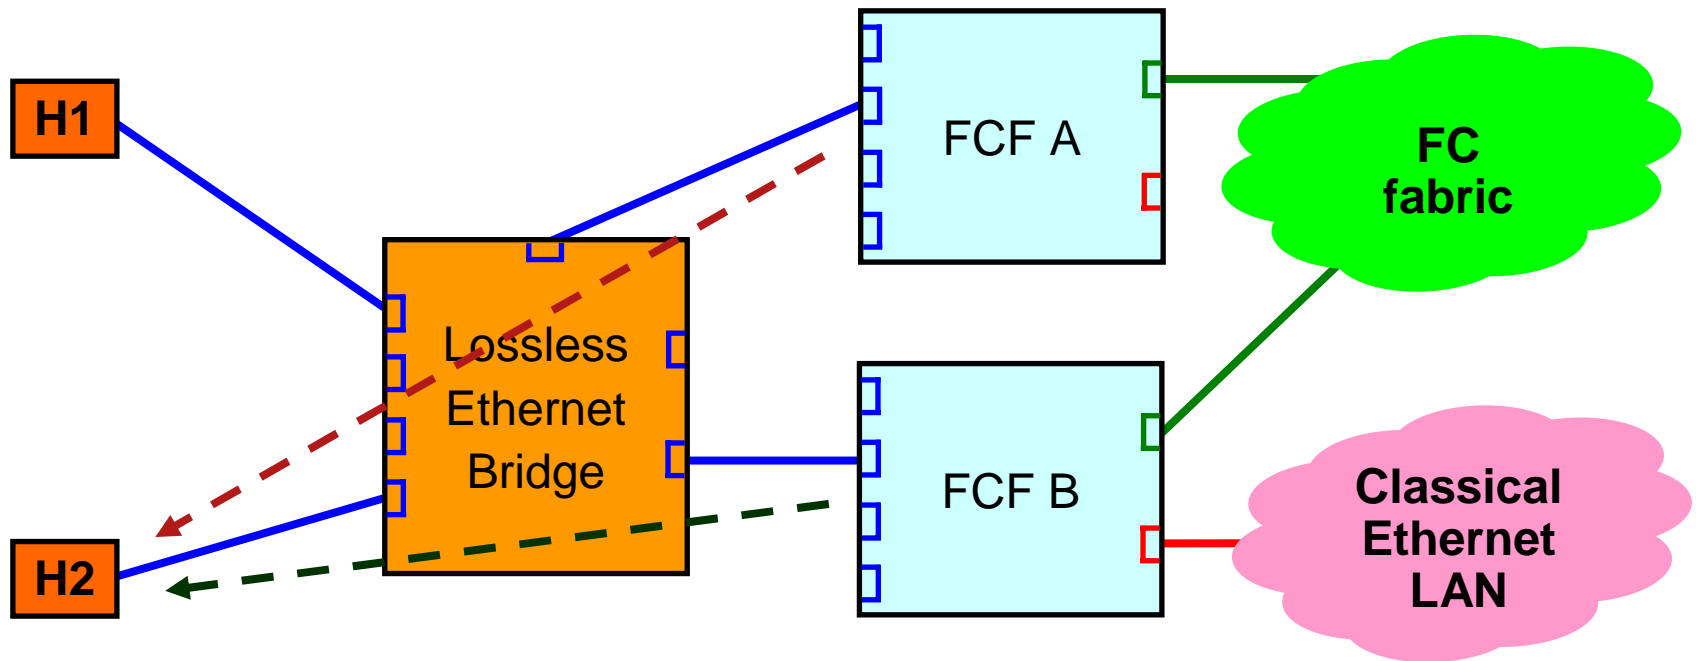 H1
FCF A
FC
fabric
Lossless
Ethernet
Bridge
FCF B
Classical
Ethernet
LAN
H2